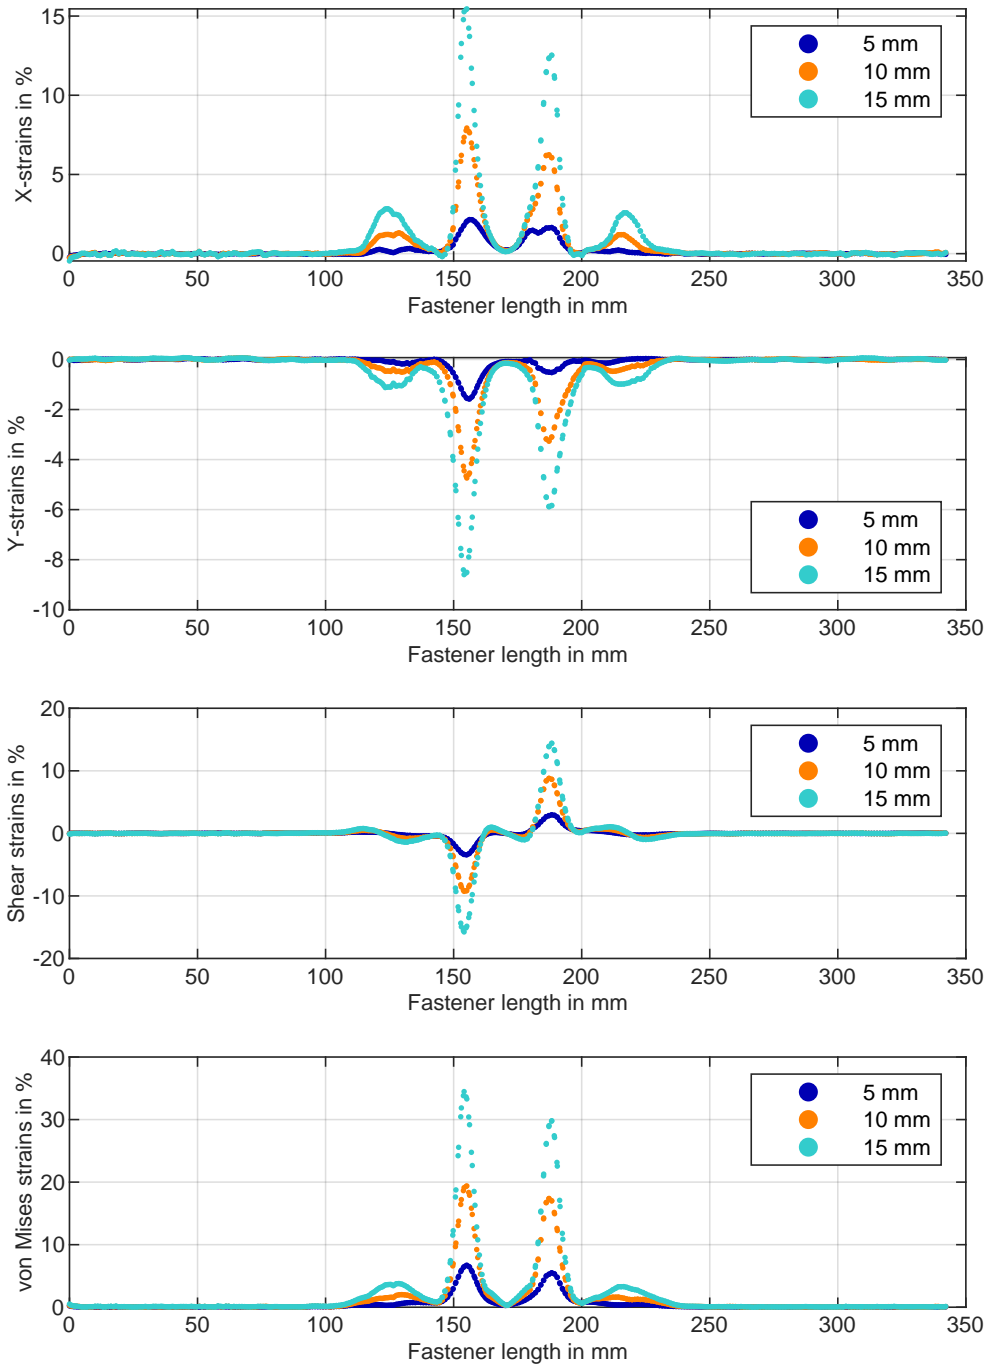 X-strains in %
15
10
5
0
5 mm
10 mm
15 mm
0 50 100 150 200 250 300 350
Fastener length in mm
Y-strains in %
0
-2
-4
-6
-8
-10
5 mm
10 mm
15 mm
0 50 100 150 200 250 300 350
Fastener length in mm
Shear strains in %
20
10
0
-10
-20
5 mm
10 mm
15 mm
0 50 100 150 200 250 300 350
Fastener length in mm
von Mises strains in %
40
30
20
10
0
5 mm
10 mm
15 mm
0 50 100 150 200 250 300 350
Fastener length in mm